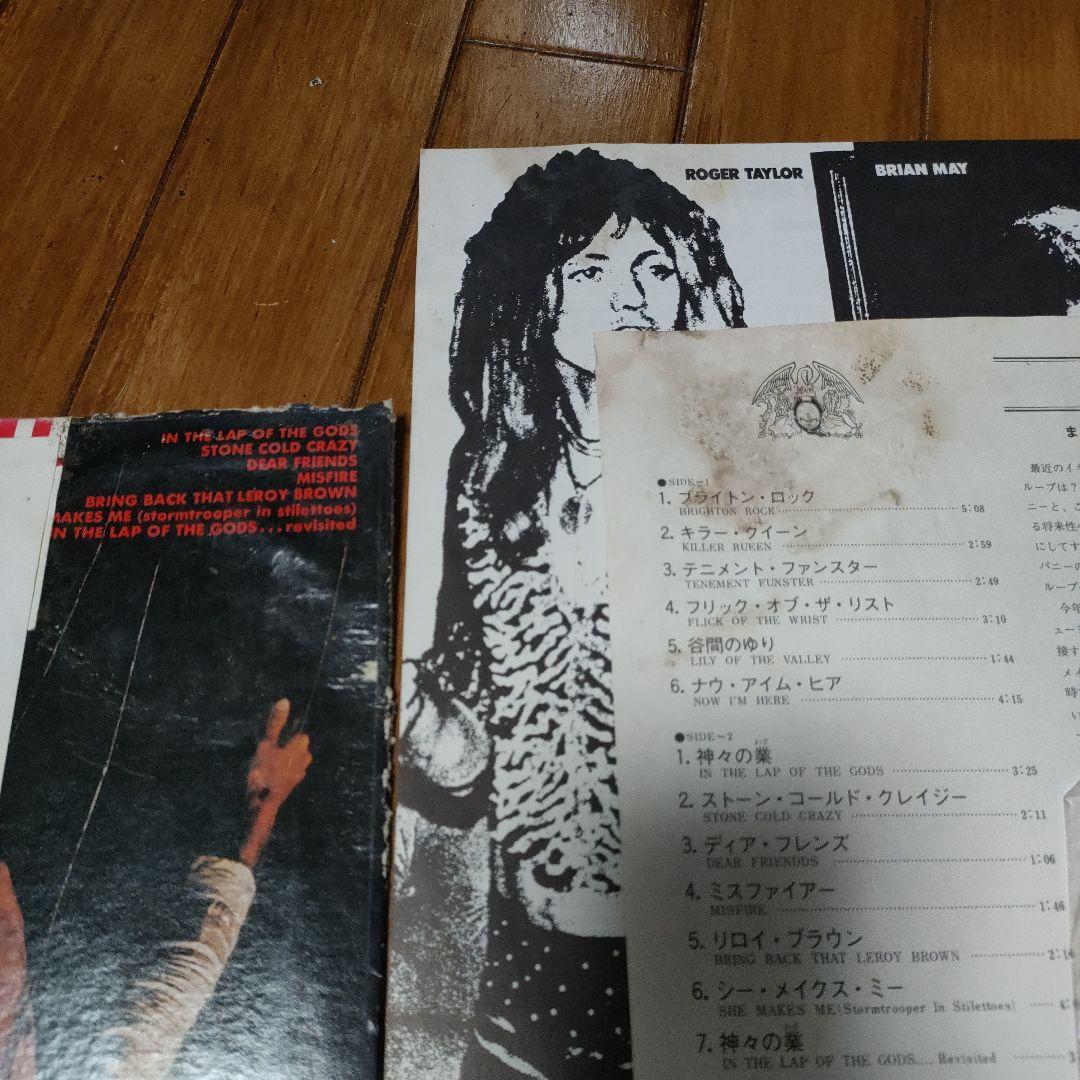 ROGER TAYLOR
BRIAN MAY
IN THE LAP OF THE GODS
STONE COLD CRAZY
DEAR FRIENDS
MISFIRE
BRING BACK THAT LEROY BROWN
MAKES ME (stormtrooper in stilettoes)
IN THE LAP OF THE GODS...revisited
●SIDE-1
1. ブライトン・ロック
BRIGHTON ROCK 5:08
2. キラー・クイーン
KILLER RUEEN 2:59
3. テニメント・ファンスター
TENEMENT FUNSTER 2:49
4. フリック・オブ・ザ・リスト
FLICK OF THE WRIST 3:10
5. 谷間のゆり
LILY OF THE VALLEY 1:44
6. ナウ・アイム・ヒア
NOW I'M HERE 4:15
●SIDE-2
1. 神々の業
IN THE LAP OF THE GODS 3:25
2. ストーン・コールド・クレイジー
STONE COLD CRAZY 2:11
3. ディア・フレンズ
DEAR FRIENDDS 1:06
4. ミスファイアー
MISFIRE 1:46
5. リロイ・ブラウン
BRING BACK THAT LEROY BROWN 2:1
6. シー・メイクス・ミー
SHE MAKES ME(Stormtrooper In Stilettoes) 4:
7. 神々の業
IN THE LAP OF THE GODS.... Revisited 3
ま
最近のイギ
ループは？
ニーと、こ
る将来性
にしてす
パニーの
ループ
今年
ュー
接す
メイ
時
い